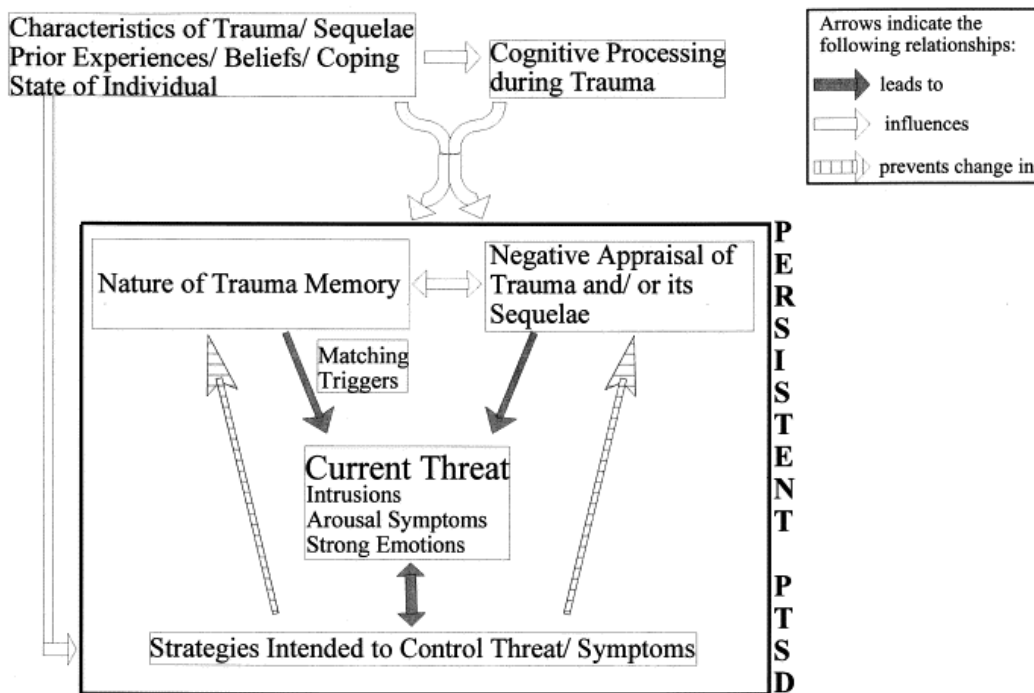 Characteristics of Trauma/ Sequelae
Prior Experiences/ Beliefs/ Coping
State of Individual
Cognitive Processing
during Trauma
Arrows indicate the
following relationships:
leads to
influences
prevents change in
Nature of Trauma Memory
Negative Appraisal of
Trauma and/ or its
Sequelae
Matching
Triggers
Current Threat
Intrusions
Arousal Symptoms
Strong Emotions
Strategies Intended to Control Threat/ Symptoms
PERSISTENT PTSD